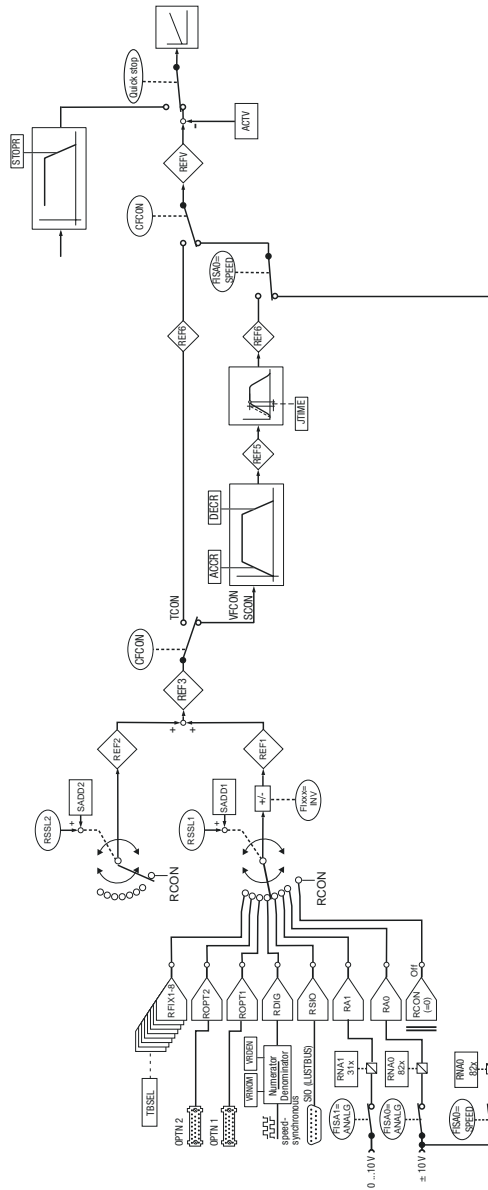 STOPR
Quick stop
ACTV
REFV
CFCON
FISA0=
SPEED
REF6
REF6
JTIME
REF5
DECR
ACCR
TCON
VFCON
SCON
CFCON
REF3
+
+
REF2
REF1
RSSL2
SADD2
+
RCON
RSSL1
SADD1
+
+/-
FIxxx=
INV
RCON
RFIX1-8
ROPT2
ROPT1
RDIG
RSIO
RA1
RA0
RCON
(=0)
Off
TBSEL
OPTN 2
OPTN 1
VRNOM
VRDEN
Numerator
Denominator
speed-
synchronous
SIO (LUSTBUS)
RNA1
31x
RNA0
82x
FISA1=
ANALG
FISA0=
ANALG
0 ...10 V
± 10 V
RNA0
82x
FISA0=
SPEED